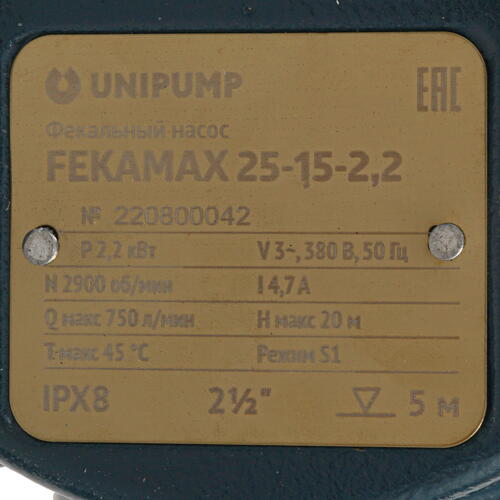 UNIPUMP EAC
Фекальный насос
FEKAMAX 25-15-2,2
№ 220800042
P 2,2 кВт V 3~, 380 В, 50 Гц
N 2900 об/мин I 4,7 А
Q макс 750 л/мин H макс 20 м
T макс 45 °C Режим S1
IPX8 2½" 5 м